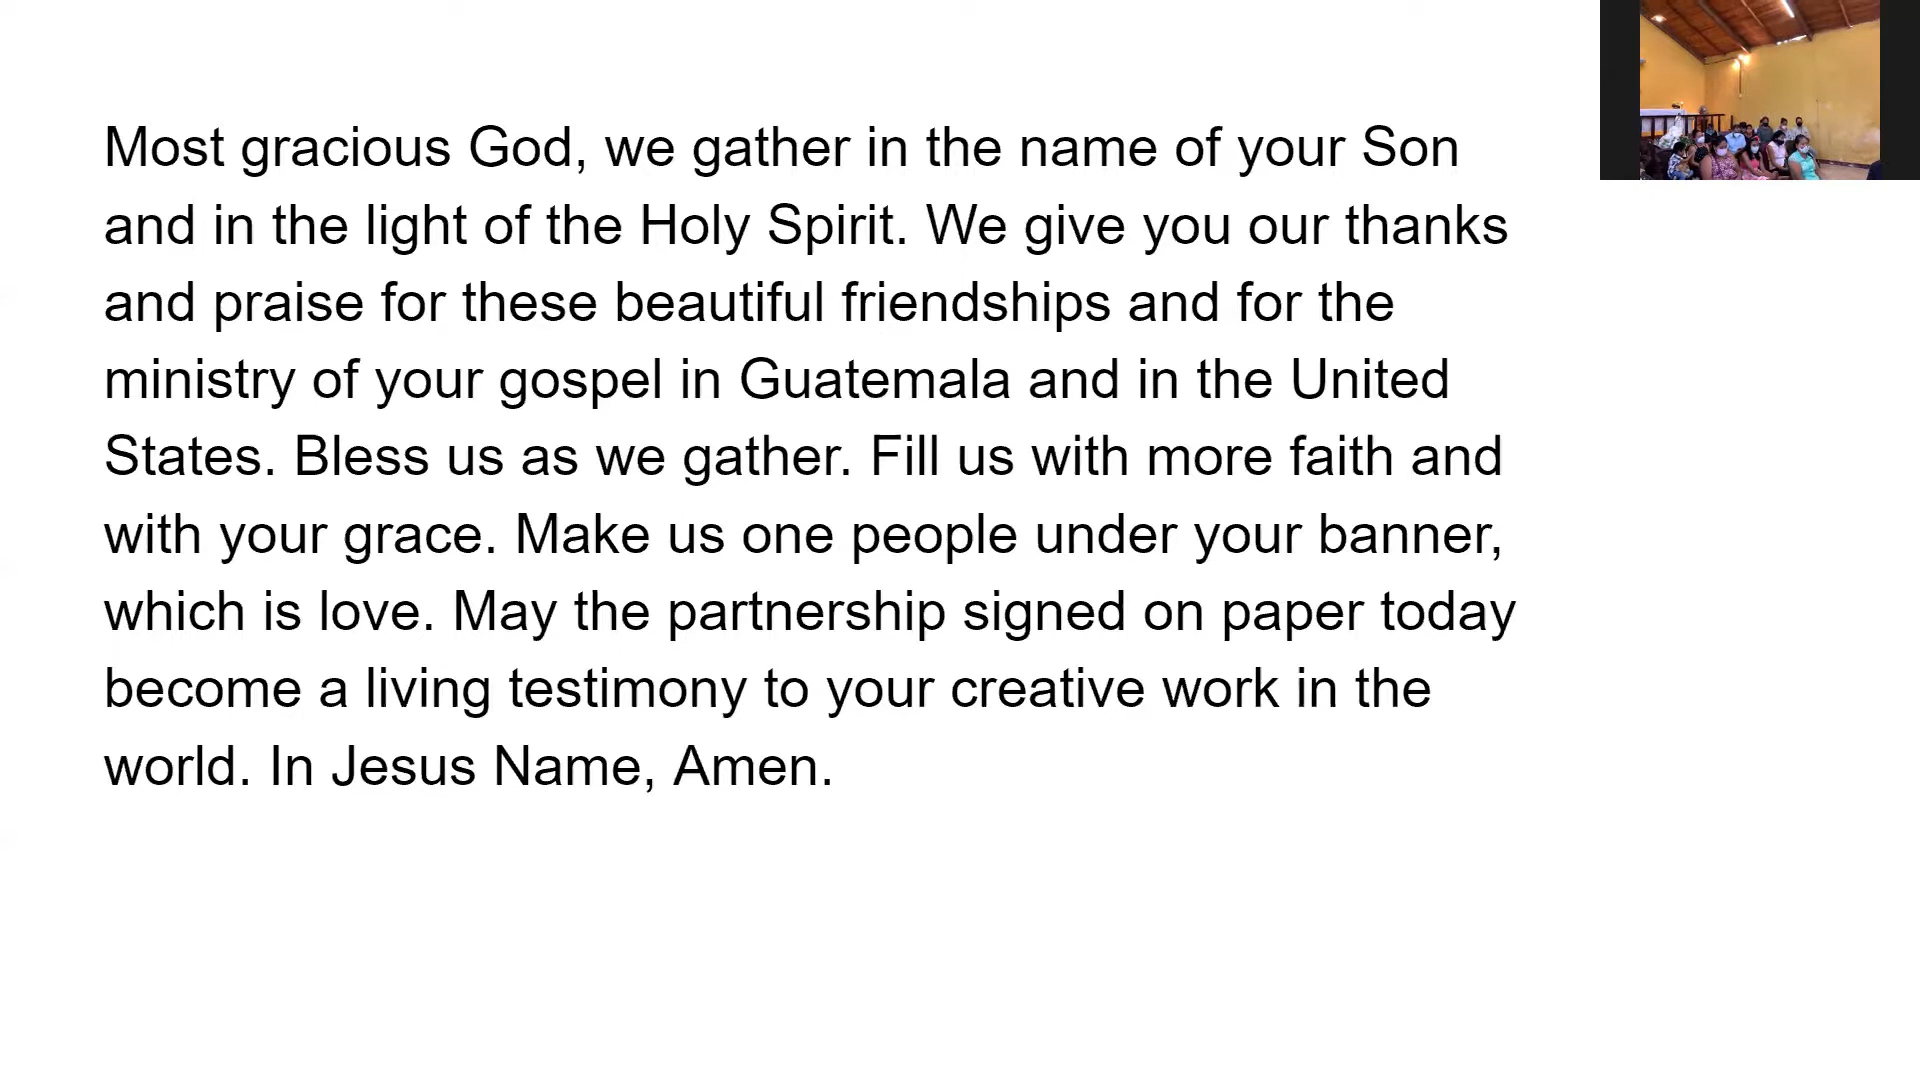 Most gracious God, we gather in the name of your Son
and in the light of the Holy Spirit. We give you our thanks
and praise for these beautiful friendships and for the
ministry of your gospel in Guatemala and in the United
States. Bless us as we gather. Fill us with more faith and
with your grace. Make us one people under your banner,
which is love. May the partnership signed on paper today
become a living testimony to your creative work in the
world. In Jesus Name, Amen.